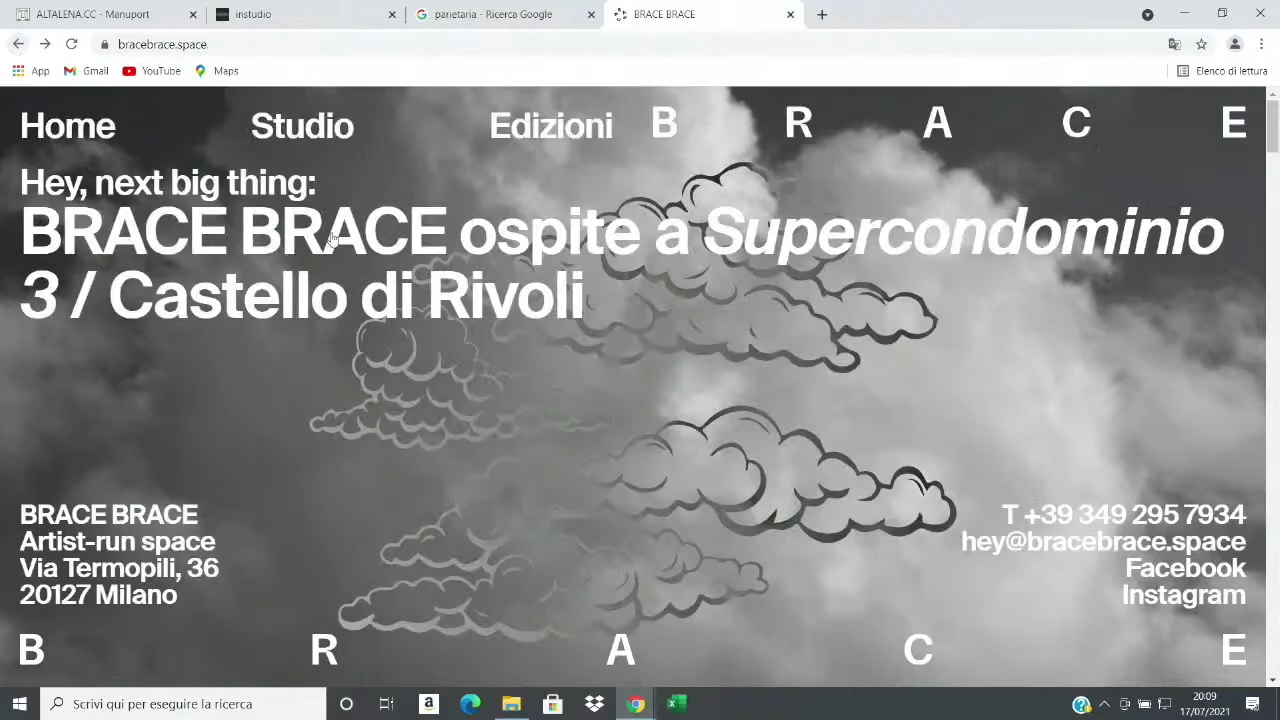 ALTALENA.CC - Manuport
instudio
parietaria - Ricerca Google
BRACE BRACE
bracebrace.space
App
Gmail
YouTube
Maps
Elenco di lettura
Home Studio Edizioni B R A C E
Hey, next big thing:
BRACE BRACE ospite a Supercondominio
3 / Castello di Rivoli
BRACE BRACE
Artist-run space
Via Termopili, 36
20127 Milano
T +39 349 295 7934
hey@bracebrace.space
Facebook
Instagram
B R A C E
Scrivi qui per eseguire la ricerca
20:09
17/07/2021